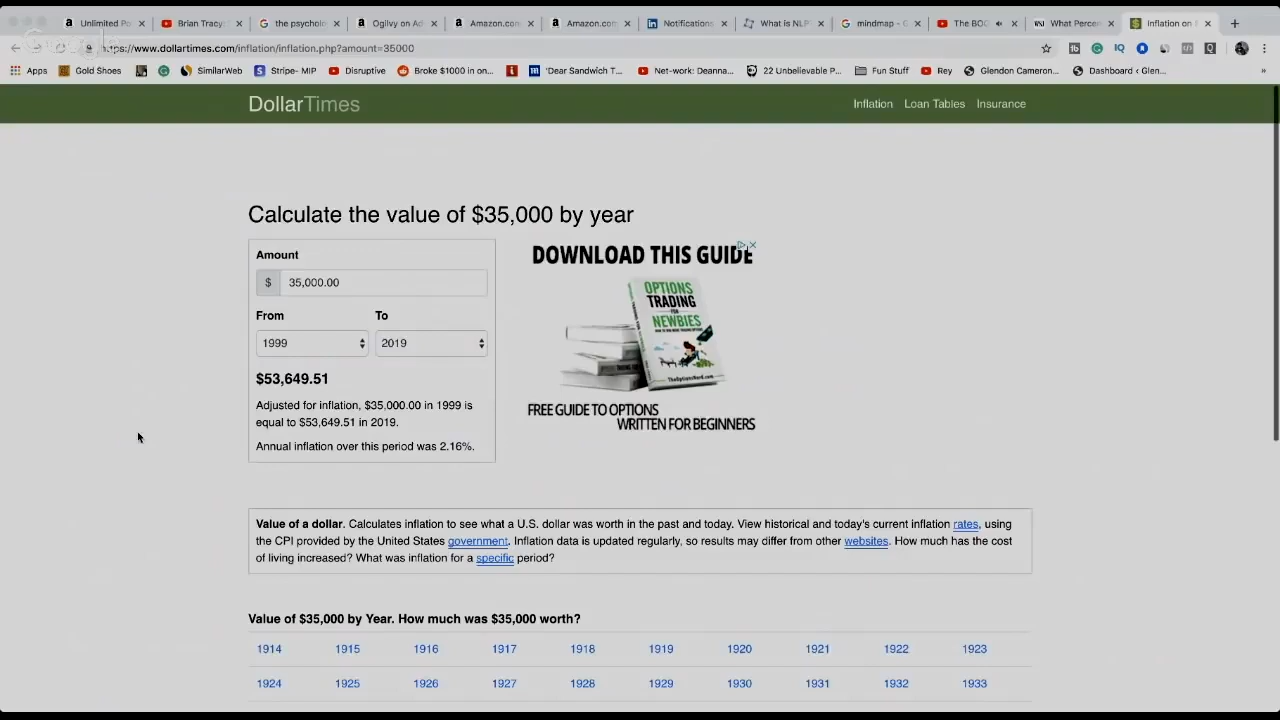 Unlimited Po
Brian Tracy:
the psychoin
Ogilvy on Ad
Amazon.con
Amazon.com
Notifications
What is NLP
mindmap - G
The BOO
What Percen
Inflation on
https://www.dollartimes.com/inflation/inflation.php?amount=35000
Apps
Gold Shoes
SimilarWeb
Stripe- MIP
Disruptive
Broke $1000 in on...
'Dear Sandwich T...
Net-work: Deanna...
22 Unbelievable P...
Fun Stuff
Rey
Glendon Cameron...
Dashboard ‹ Glen...
»
DollarTimes
Inflation Loan Tables Insurance
Calculate the value of $35,000 by year
Amount
$ 35,000.00
From To
1999 2019
$53,649.51
Adjusted for inflation, $35,000.00 in 1999 is
equal to $53,649.51 in 2019.
Annual inflation over this period was 2.16%.
DOWNLOAD THIS GUIDE
OPTIONS
TRADING
FOR
NEWBIES
TheOptionsNerd.com
FREE GUIDE TO OPTIONS
WRITTEN FOR BEGINNERS
Value of a dollar. Calculates inflation to see what a U.S. dollar was worth in the past and today. View historical and today's current inflation rates, using
the CPI provided by the United States government. Inflation data is updated regularly, so results may differ from other websites. How much has the cost
of living increased? What was inflation for a specific period?
Value of $35,000 by Year. How much was $35,000 worth?
1914 1915 1916 1917 1918 1919 1920 1921 1922 1923
1924 1925 1926 1927 1928 1929 1930 1931 1932 1933